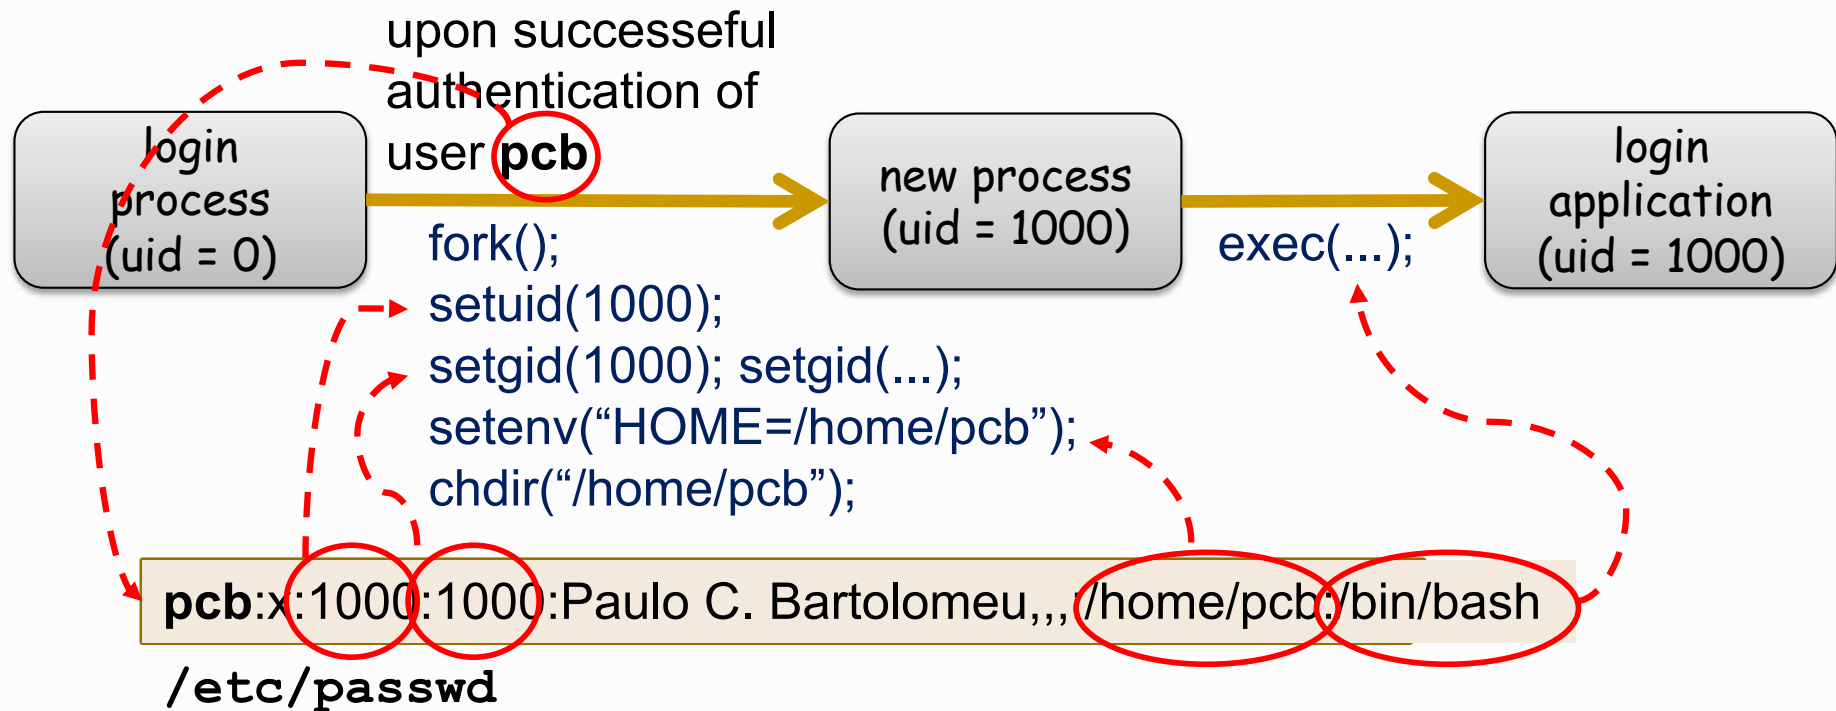 upon successeful
authentication of
user pcb
login
process
(uid = 0)
new process
(uid = 1000)
login
application
(uid = 1000)
fork();
setuid(1000);
setgid(1000); setgid(...);
setenv(“HOME=/home/pcb”);
chdir(“/home/pcb”);
exec(...);
pcb:x:1000:1000:Paulo C. Bartolomeu,,,:/home/pcb:/bin/bash
/etc/passwd